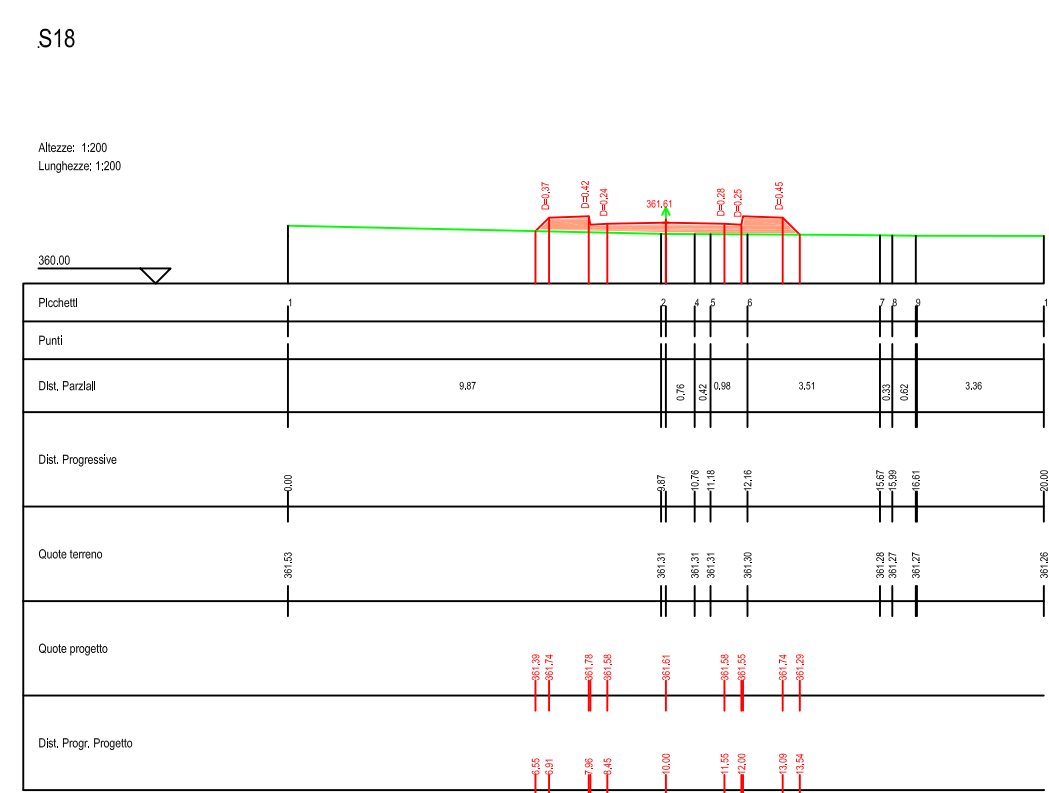 S18
Altezze: 1:200
Lunghezze: 1:200
D=0.37
D=0.42
D=0.24
361.61
D=0.28
D=0.25
D=0.45
360.00
Picchetti 1 2 4 5 6 7 8 9 1
Punti
Dist. Parziali 9.87 0.76 0.42 0.98 3.51 0.33 0.62 3.36
Dist. Progressive 0.00 9.87 10.76 11.18 12.16 15.67 15.99 16.61 20.00
Quote terreno 361.53 361.31 361.31 361.31 361.30 361.28 361.27 361.27 361.26
Quote progetto 361.39 361.74 361.78 361.58 361.61 361.58 361.55 361.74 361.29
Dist. Progr. Progetto 6.55 6.91 7.96 8.45 10.00 11.55 12.00 13.09 13.54